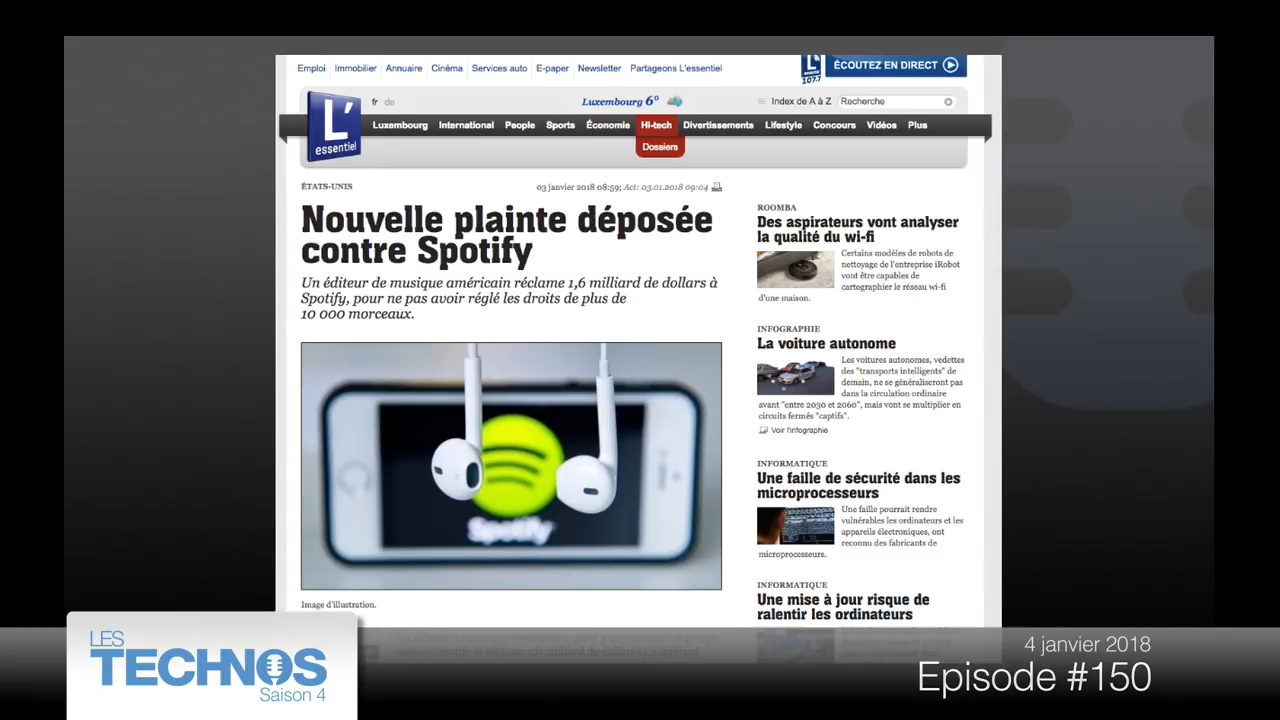 Emploi Immobilier Annuaire Cinéma Services auto E-paper Newsletter Partageons L'essentiel
L' essentiel 107.7
ÉCOUTEZ EN DIRECT
L' essentiel
fr de
Luxembourg 6°
Index de A à Z
Recherche
Luxembourg International People Sports Économie Hi-tech Divertissements Lifestyle Concours Vidéos Plus
Dossiers
ÉTATS-UNIS
03 janvier 2018 08:59; Act: 03.01.2018 09:04
Nouvelle plainte déposée
contre Spotify
Un éditeur de musique américain réclame 1,6 milliard de dollars à
Spotify, pour ne pas avoir réglé les droits de plus de
10 000 morceaux.
Spotify
Image d'illustration.
ROOMBA
Des aspirateurs vont analyser
la qualité du wi-fi
Certains modèles de robots de
nettoyage de l'entreprise iRobot
vont être capables de
cartographier le réseau wi-fi
d'une maison.
INFOGRAPHIE
La voiture autonome
Les voitures autonomes, vedettes
des "transports intelligents" de
demain, ne se généraliseront pas
dans la circulation ordinaire
avant "entre 2030 et 2060", mais vont se multiplier en
circuits fermés "captifs".
Voir l'infographie
INFORMATIQUE
Une faille de sécurité dans les
microprocesseurs
Une faille pourrait rendre
vulnérables les ordinateurs et les
appareils électroniques, ont
reconnu des fabricants de
microprocesseurs.
INFORMATIQUE
Une mise à jour risque de
ralentir les ordinateurs
LES
TECHNOS
Saison 4
4 janvier 2018
Episode #150